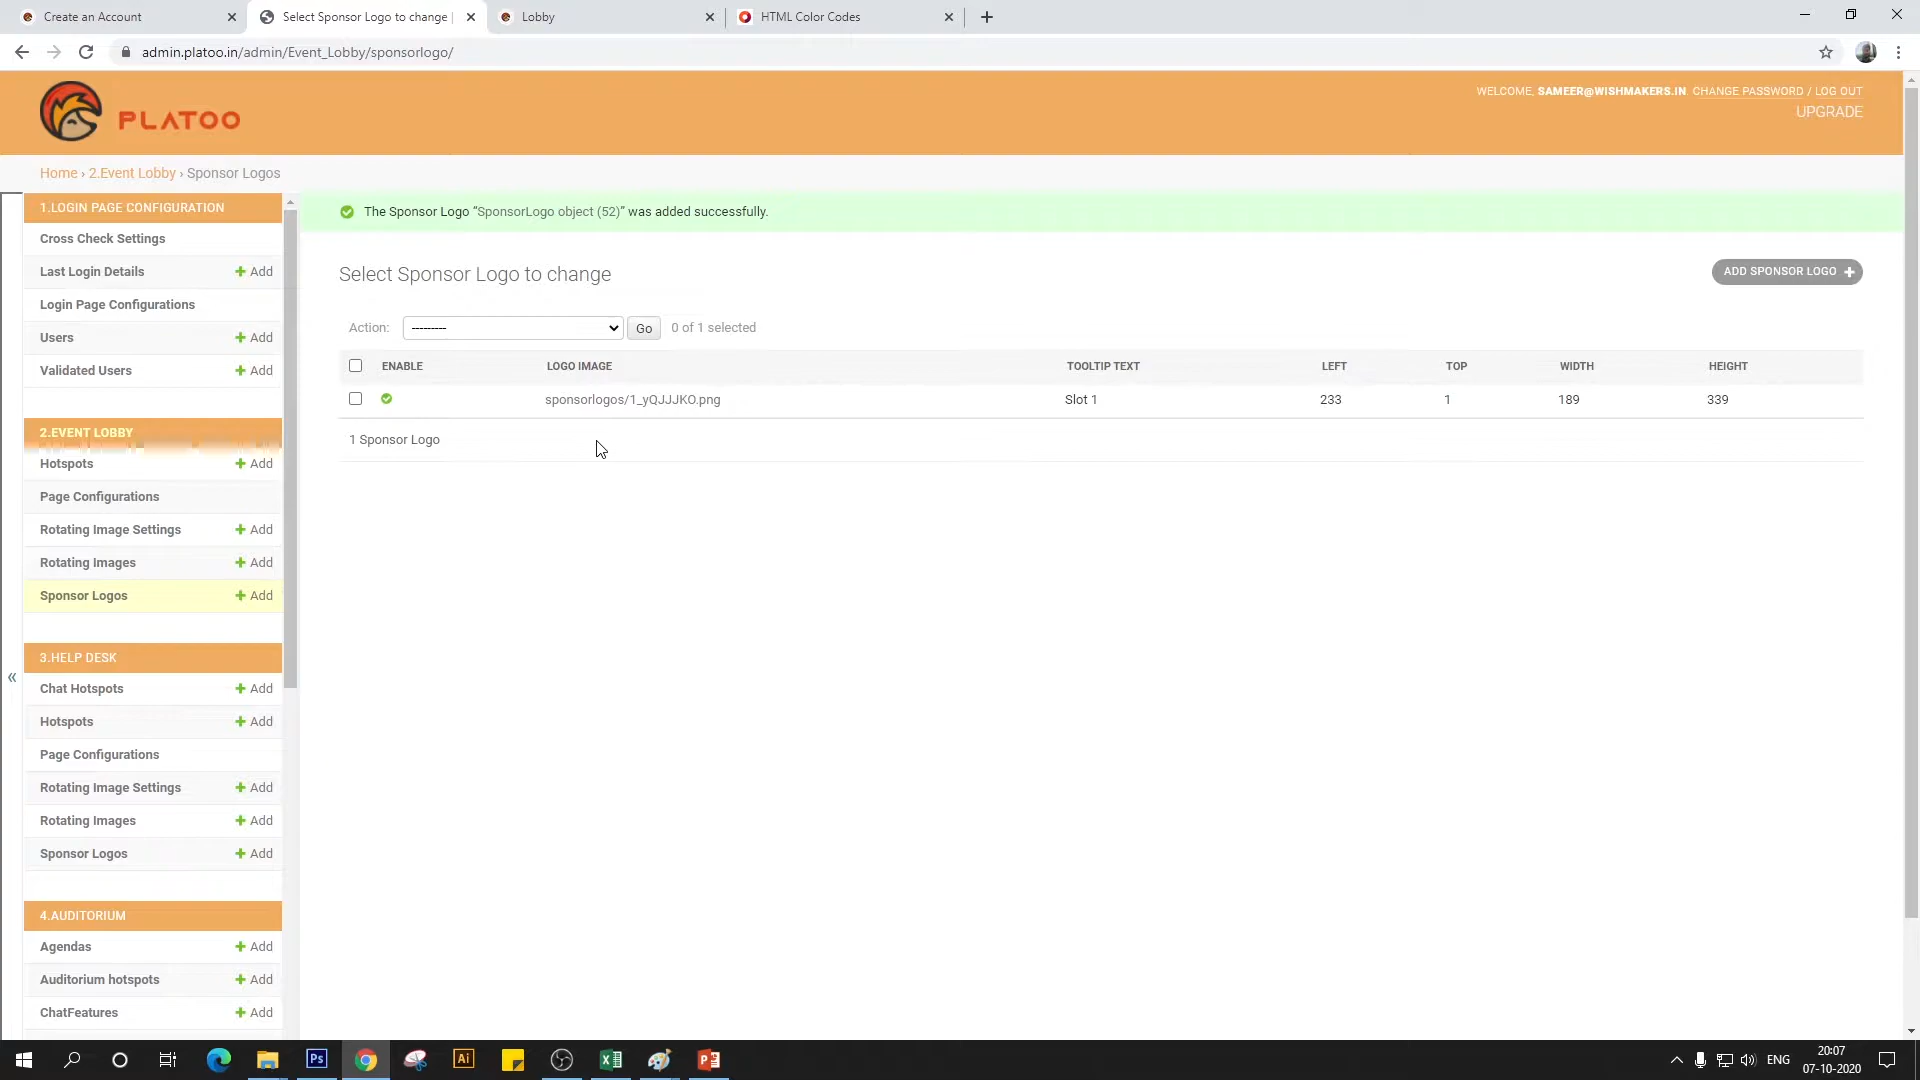 Create an Account
Select Sponsor Logo to change |
Lobby
HTML Color Codes
admin.platoo.in/admin/Event_Lobby/sponsorlogo/
PLATOO
WELCOME, SAMEER@WISHMAKERS.IN. CHANGE PASSWORD / LOG OUT
UPGRADE
Home › 2.Event Lobby › Sponsor Logos
1.LOGIN PAGE CONFIGURATION
Cross Check Settings
Last Login Details Add
Login Page Configurations
Users Add
Validated Users Add
2.EVENT LOBBY
Hotspots Add
Page Configurations
Rotating Image Settings Add
Rotating Images Add
Sponsor Logos Add
3.HELP DESK
Chat Hotspots Add
Hotspots Add
Page Configurations
Rotating Image Settings Add
Rotating Images Add
Sponsor Logos Add
4.AUDITORIUM
Agendas Add
Auditorium hotspots Add
ChatFeatures Add
The Sponsor Logo “SponsorLogo object (52)” was added successfully.
Select Sponsor Logo to change
ADD SPONSOR LOGO
Action: --------- Go 0 of 1 selected
ENABLE LOGO IMAGE TOOLTIP TEXT LEFT TOP WIDTH HEIGHT
sponsorlogos/1_yQJJJKO.png Slot 1 233 1 189 339
1 Sponsor Logo
Ps
Ai
ENG
20:07
07-10-2020